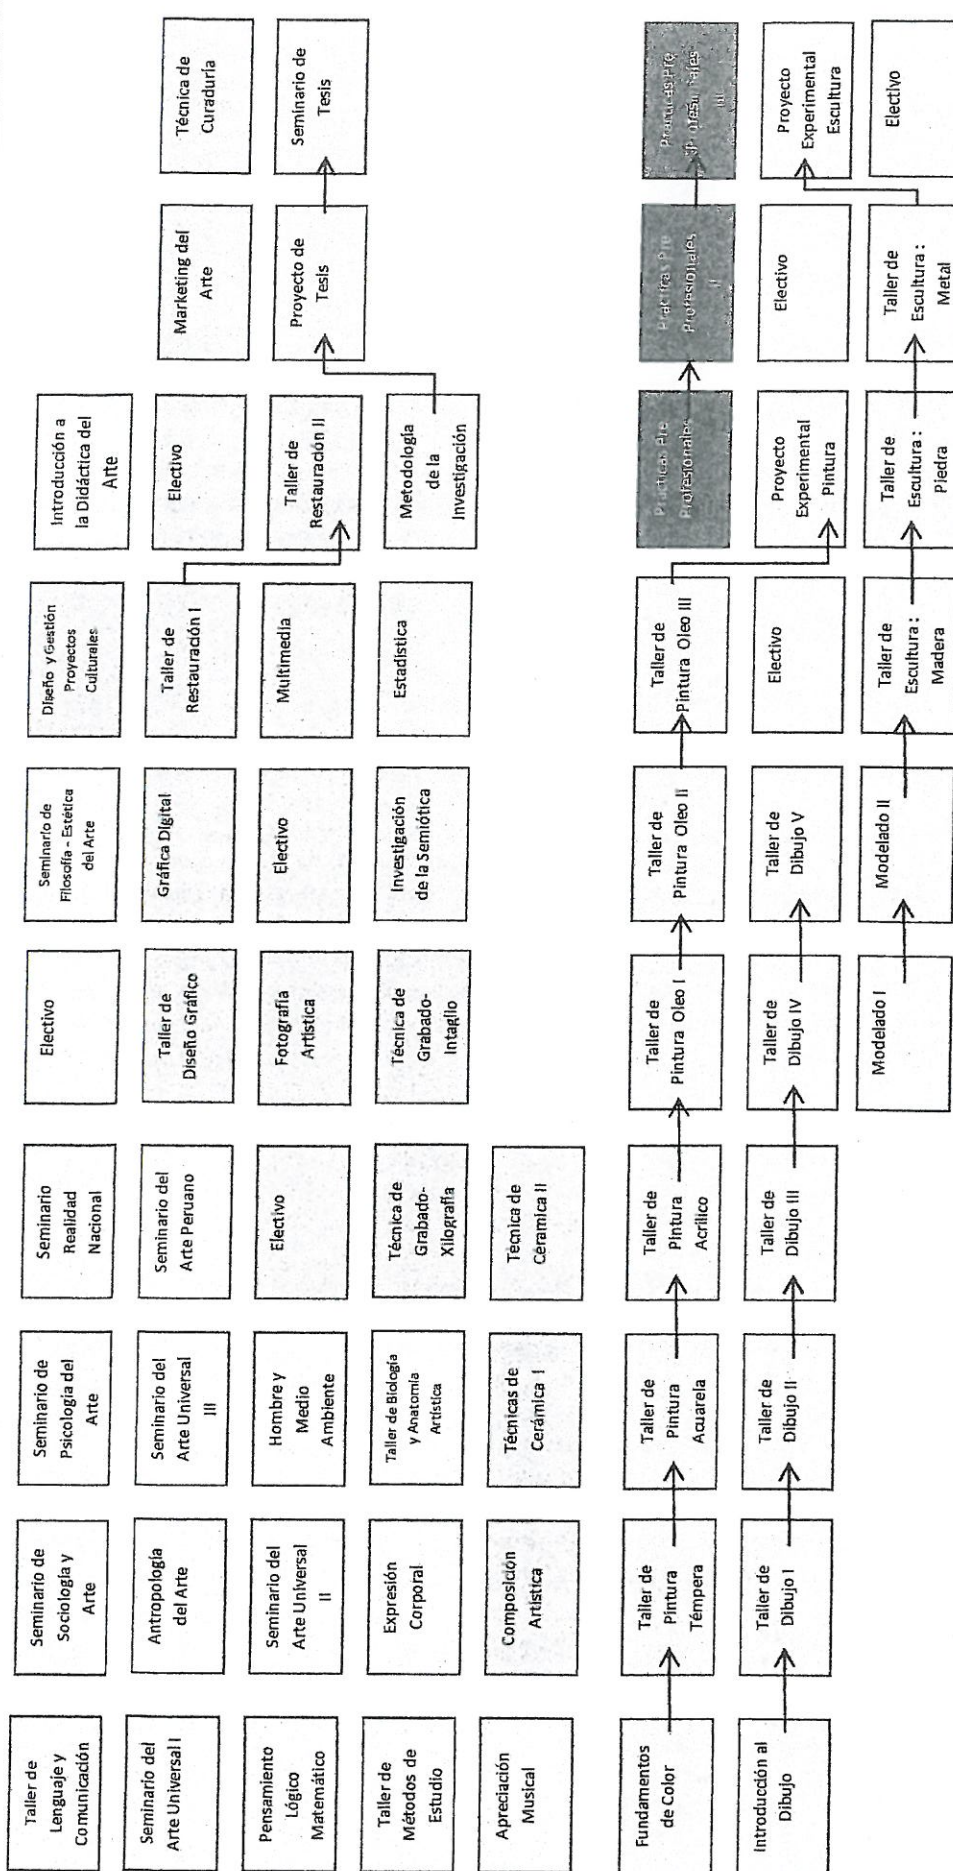 Taller de
Lenguaje y
Comunicación
Seminario del
Arte Universal I
Pensamiento
Lógico
Matemático
Taller de
Métodos de
Estudio
Apreciación
Musical
Fundamentos
de Color
Introducción al
Dibujo
Seminario de
Sociología y
Arte
Antropología
del Arte
Seminario del
Arte Universal
II
Expresión
Corporal
Composición
Artística
Taller de
Pintura
Témpera
Taller de
Dibujo I
Seminario de
Psicología del
Arte
Seminario del
Arte Universal
III
Hombre y
Medio
Ambiente
Taller de Biología
y Anatomía
Artística
Técnicas de
Cerámica I
Taller de
Pintura
Acuarela
Taller de
Dibujo II
Seminario
Realidad
Nacional
Seminario del
Arte Peruano
Electivo
Técnica de
Grabado-
Xilografía
Técnica de
Céramica II
Taller de
Pintura
Acrílico
Taller de
Dibujo III
Electivo
Taller de
Diseño Gráfico
Fotografía
Artística
Técnica de
Grabado-
Intaglio
Taller de
Pintura Oleo I
Taller de
Dibujo IV
Modelado I
Seminario de
Filosofía - Estética
del Arte
Gráfica Digital
Electivo
Investigación
de la Semiótica
Taller de
Pintura Oleo II
Taller de
Dibujo V
Modelado II
Diseño y Gestión
Proyectos
Culturales
Taller de
Restauración I
Multimedia
Estadística
Taller de
Pintura Oleo III
Electivo
Taller de
Escultura :
Madera
Introducción a
la Didáctica del
Arte
Electivo
Taller de
Restauración II
Metodología
de la
Investigación
Practicas Pre
Profesionales
Proyecto
Experimental
Pintura
Taller de
Escultura :
Piedra
Marketing del
Arte
Proyecto de
Tesis
Practicas Pre
Profesionales
II
Electivo
Taller de
Escultura :
Metal
Técnica de
Curaduría
Seminario de
Tesis
Practicas Pre
Profesionales
III
Proyecto
Experimental
Escultura
Electivo